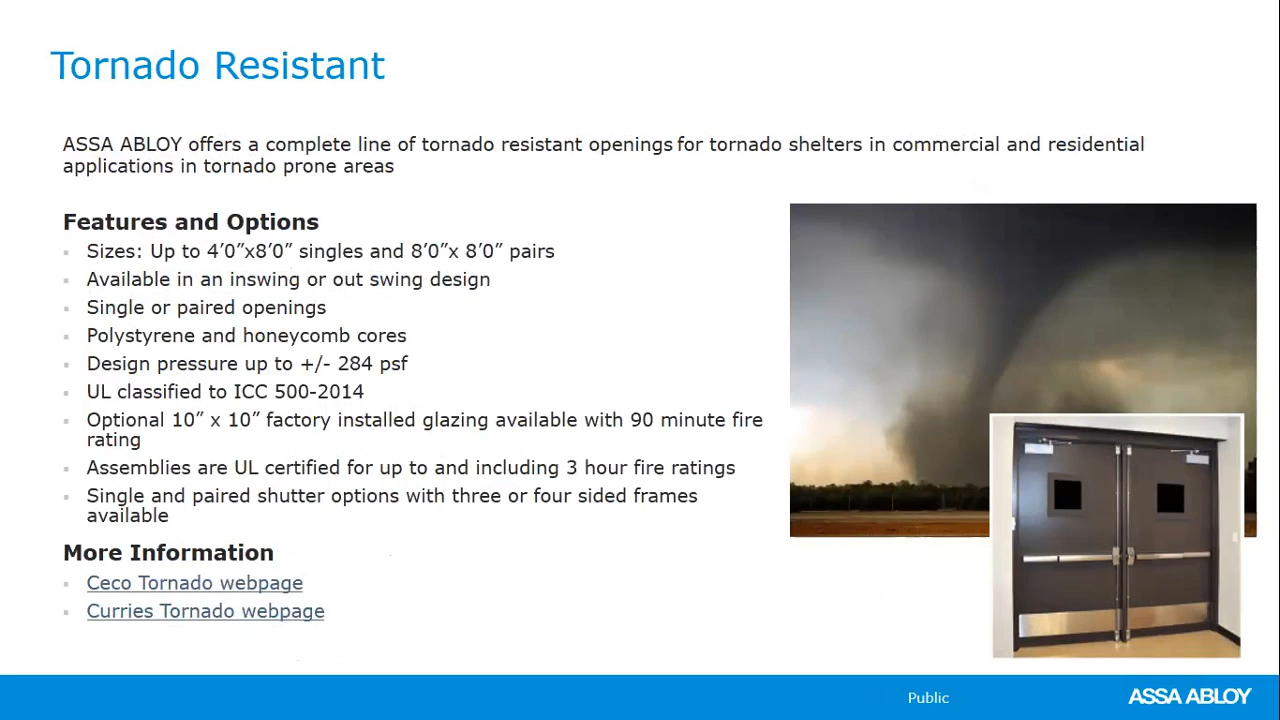 Tornado Resistant
ASSA ABLOY offers a complete line of tornado resistant openings for tornado shelters in commercial and residential
applications in tornado prone areas
Features and Options
Sizes: Up to 4’0”x8’0” singles and 8’0”x 8’0” pairs
Available in an inswing or out swing design
Single or paired openings
Polystyrene and honeycomb cores
Design pressure up to +/- 284 psf
UL classified to ICC 500-2014
Optional 10” x 10” factory installed glazing available with 90 minute fire
rating
Assemblies are UL certified for up to and including 3 hour fire ratings
Single and paired shutter options with three or four sided frames
available
More Information
Ceco Tornado webpage
Curries Tornado webpage
Public
ASSA ABLOY